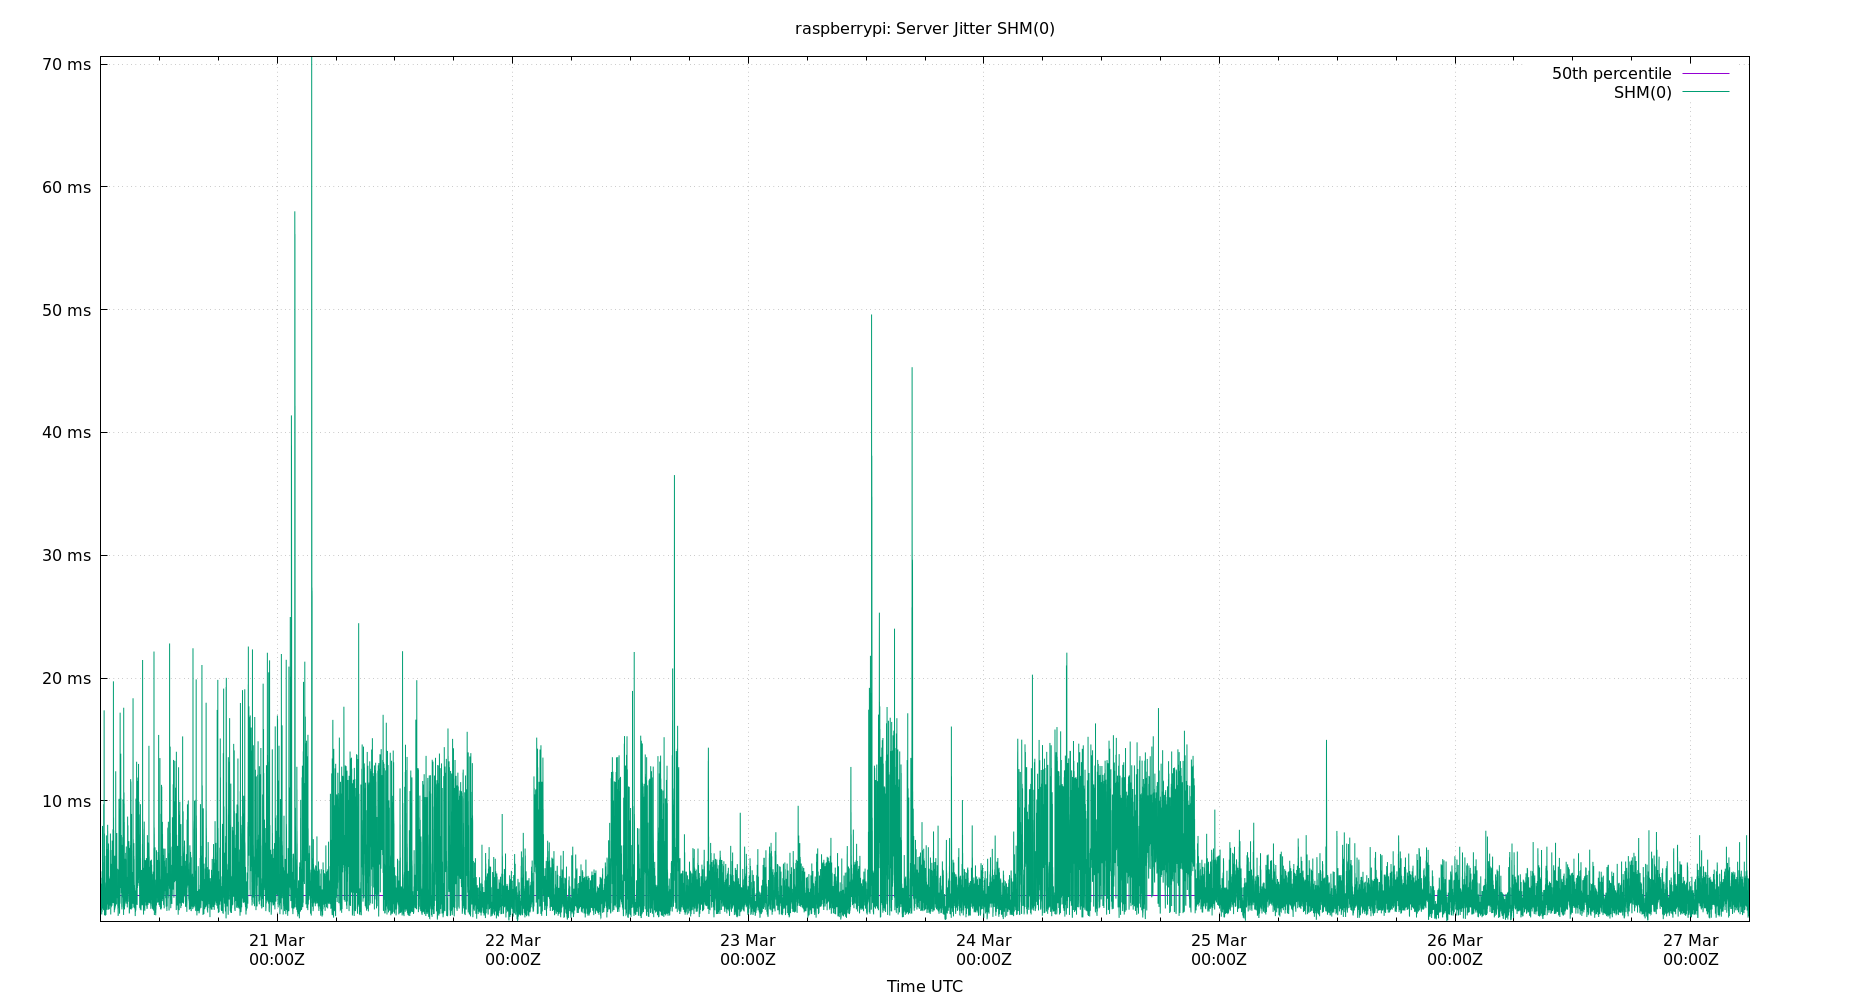 raspberrypi: Server Jitter SHM(0)
70 ms
60 ms
50 ms
40 ms
30 ms
20 ms
10 ms
50th percentile
SHM(0)
21 Mar
00:00Z
22 Mar
00:00Z
23 Mar
00:00Z
24 Mar
00:00Z
25 Mar
00:00Z
26 Mar
00:00Z
27 Mar
00:00Z
Time UTC